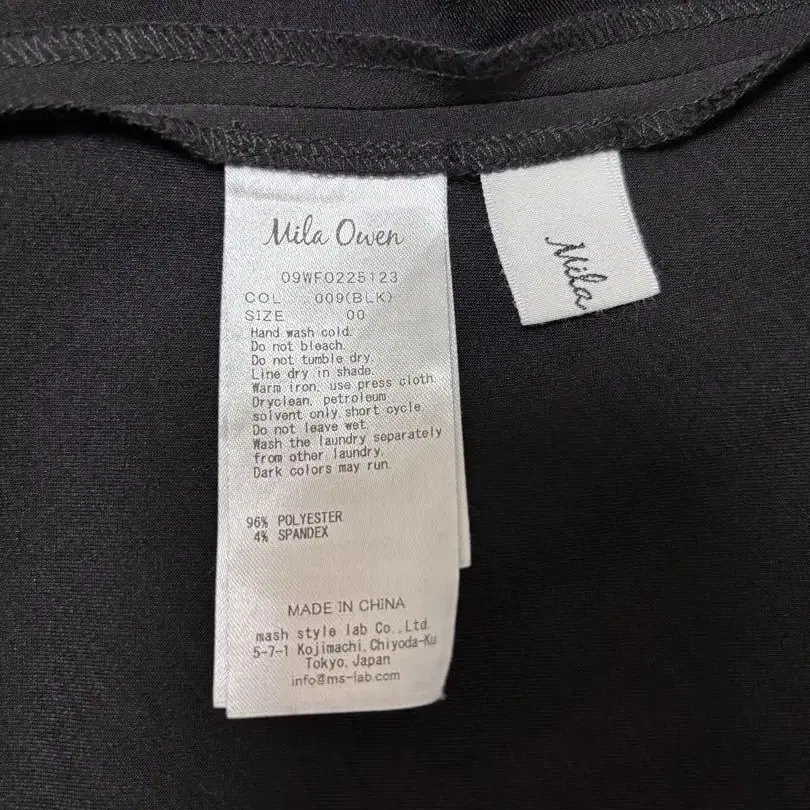 Mila Owen
09WFO225123
COL 009(BLK)
SIZE 00
Hand wash cold.
Do not bleach.
Do not tumble dry.
Line dry in shade.
Warm iron, use press cloth.
Dryclean, petroleum
solvent only,short cycle.
Do not leave wet.
Wash the laundry separately
from other laundry.
Dark colors may run.
96% POLYESTER
4% SPANDEX
MADE IN CHINA
mash style lab Co.,Ltd.
5-7-1 Kojimachi,Chiyoda-Ku
Tokyo,Japan
info@ms-lab.com
Mila